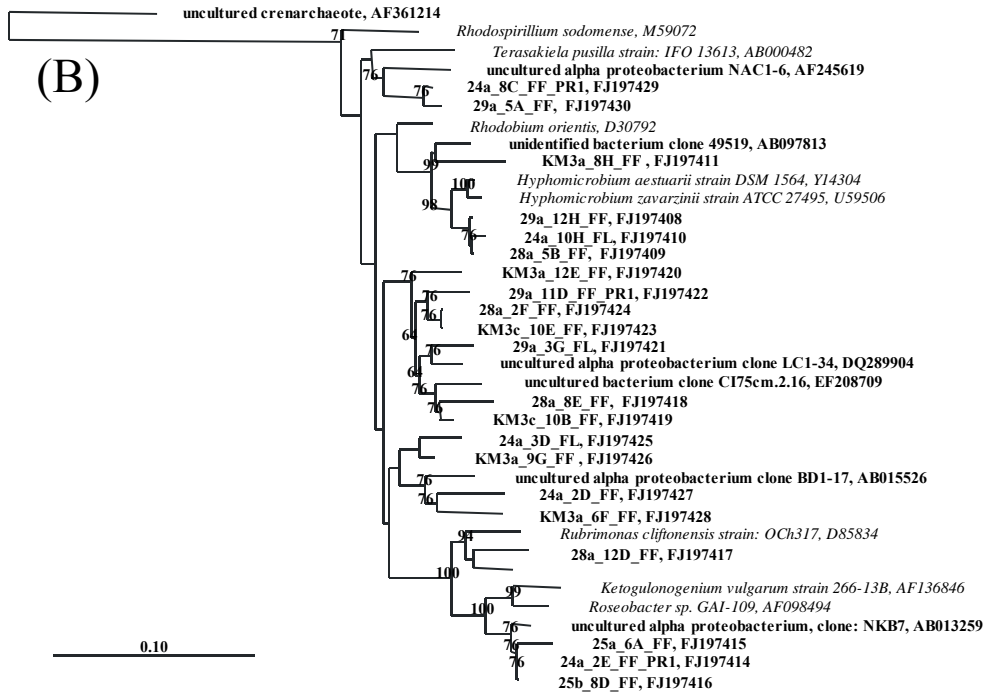 uncultured crenarchaeote, AF361214
71
Rhodospirillium sodomense, M59072
(B)
Terasakiela pusilla strain: IFO 13613, AB000482
76
uncultured alpha proteobacterium NAC1-6, AF245619
76
24a_8C_FF_PR1, FJ197429
29a_5A_FF, FJ197430
Rhodobium orientis, D30792
unidentified bacterium clone 49519, AB097813
99
KM3a_8H_FF , FJ197411
100
Hyphomicrobium aestuarii strain DSM 1564, Y14304
Hyphomicrobium zavarzinii strain ATCC 27495, U59506
98
29a_12H_FF, FJ197408
76
24a_10H_FL, FJ197410
28a_5B_FF, FJ197409
76
KM3a_12E_FF, FJ197420
76
29a_11D_FF_PR1, FJ197422
76
28a_2F_FF, FJ197424
KM3c_10E_FF, FJ197423
64
76
29a_3G_FL, FJ197421
uncultured alpha proteobacterium clone LC1-34, DQ289904
64
76
uncultured bacterium clone CI75cm.2.16, EF208709
76
28a_8E_FF, FJ197418
KM3c_10B_FF, FJ197419
24a_3D_FL, FJ197425
KM3a_9G_FF , FJ197426
76
uncultured alpha proteobacterium clone BD1-17, AB015526
76
24a_2D_FF, FJ197427
KM3a_6F_FF, FJ197428
94
Rubrimonas cliftonensis strain: OCh317, D85834
28a_12D_FF, FJ197417
100
99
Ketogulonogenium vulgarum strain 266-13B, AF136846
100
Roseobacter sp. GAI-109, AF098494
76
uncultured alpha proteobacterium, clone: NKB7, AB013259
76
25a_6A_FF, FJ197415
76
24a_2E_FF_PR1, FJ197414
25b_8D_FF, FJ197416
0.10